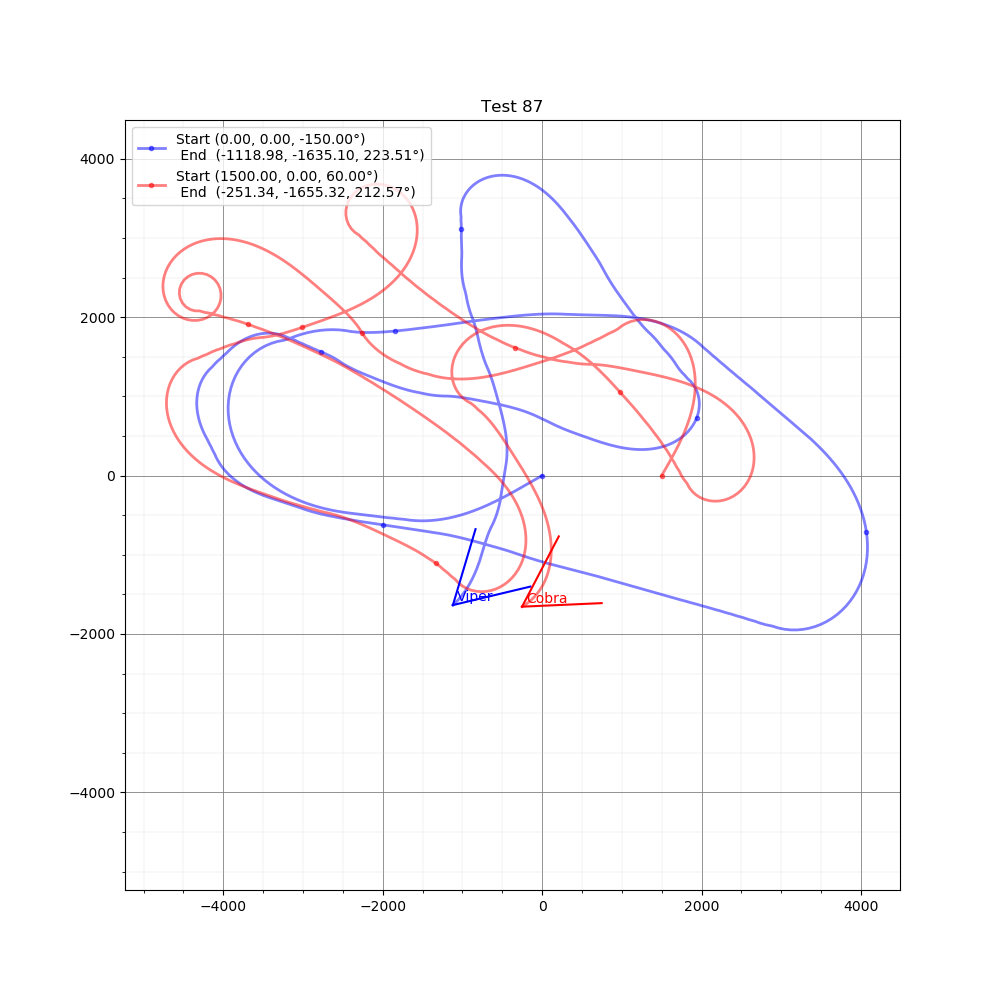 Test 87
Start (0.00, 0.00, -150.00°)
End  (-1118.98, -1635.10, 223.51°)
Start (1500.00, 0.00, 60.00°)
End  (-251.34, -1655.32, 212.57°)
4000
2000
0
−2000
−4000
Viper
Cobra
−4000
−2000
0
2000
4000